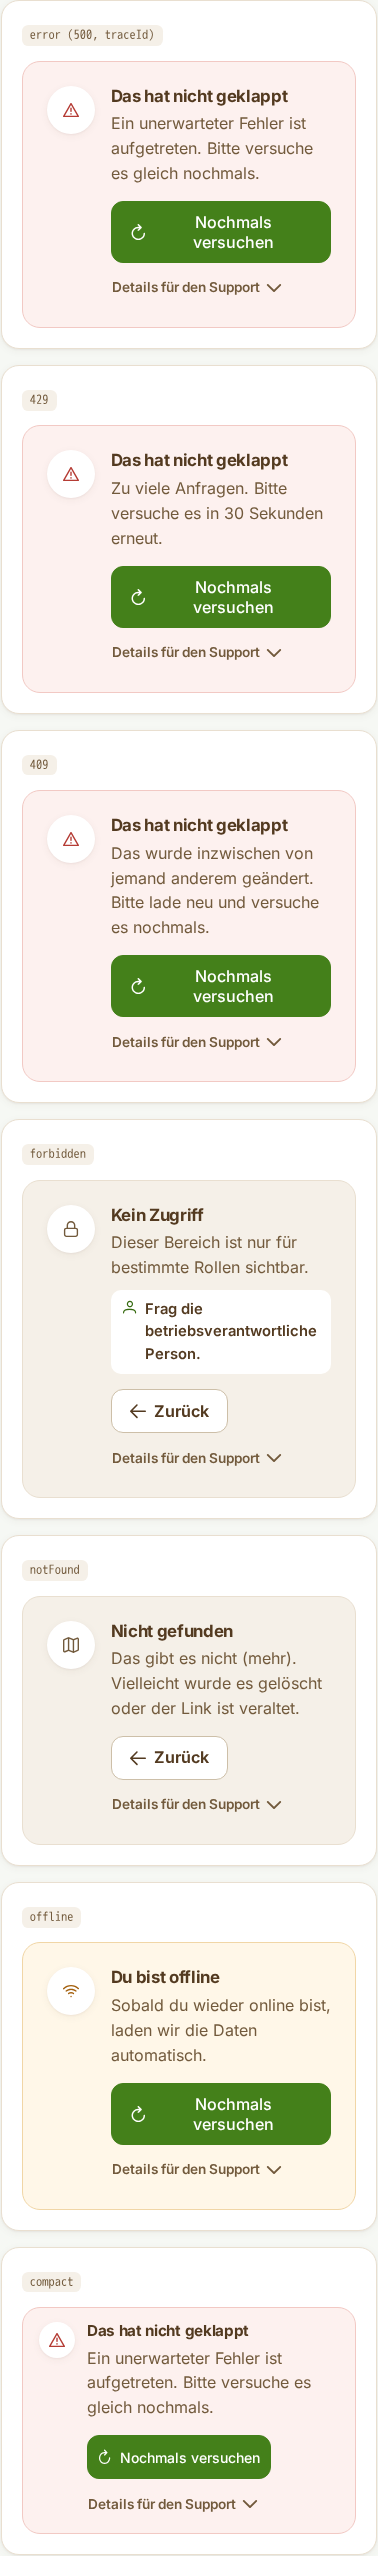 error (500, traceId)
Das hat nicht geklappt
Ein unerwarteter Fehler ist
aufgetreten. Bitte versuche
es gleich nochmals.
Nochmals
versuchen
Details für den Support
429
Das hat nicht geklappt
Zu viele Anfragen. Bitte
versuche es in 30 Sekunden
erneut.
Nochmals
versuchen
Details für den Support
409
Das hat nicht geklappt
Das wurde inzwischen von
jemand anderem geändert.
Bitte lade neu und versuche
es nochmals.
Nochmals
versuchen
Details für den Support
forbidden
Kein Zugriff
Dieser Bereich ist nur für
bestimmte Rollen sichtbar.
Frag die
betriebsverantwortliche
Person.
Zurück
Details für den Support
notFound
Nicht gefunden
Das gibt es nicht (mehr).
Vielleicht wurde es gelöscht
oder der Link ist veraltet.
Zurück
Details für den Support
offline
Du bist offline
Sobald du wieder online bist,
laden wir die Daten
automatisch.
Nochmals
versuchen
Details für den Support
compact
Das hat nicht geklappt
Ein unerwarteter Fehler ist
aufgetreten. Bitte versuche es
gleich nochmals.
Nochmals versuchen
Details für den Support